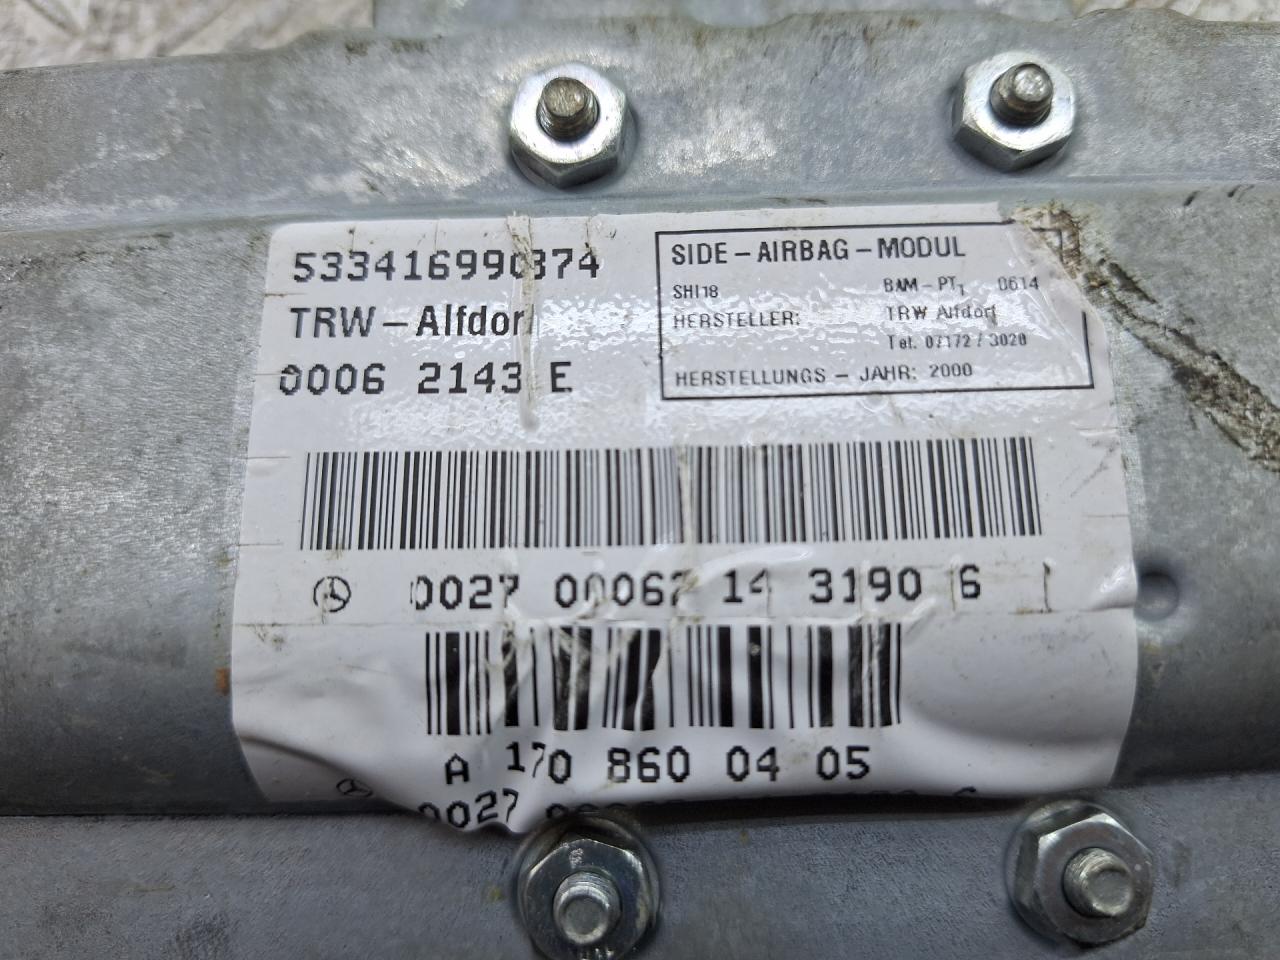 533416990374
TRW - Alfdorf
0006 2143 E
SIDE - AIRBAG - MODUL
SHI18 BAM - PT1 0614
HERSTELLER: TRW Alfdorf
Tel. 07172 / 3020
HERSTELLUNGS - JAHR: 2000
0027 00062 14 3190 6
A 170 860 04 05
0027